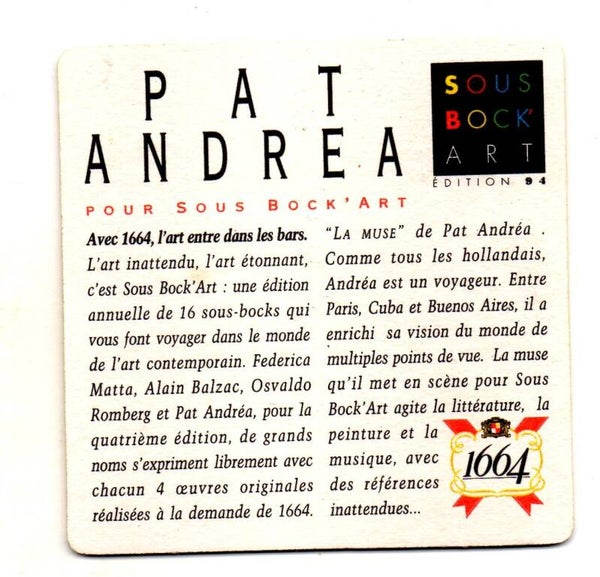 PAT
ANDREA
SOUS
BOCK'
ART
ÉDITION 94
POUR SOUS BOCK'ART
Avec 1664, l'art entre dans les bars.
L'art inattendu, l'art étonnant,
c'est Sous Bock'Art : une édition
annuelle de 16 sous-bocks qui
vous font voyager dans le monde
de l'art contemporain. Federica
Matta, Alain Balzac, Osvaldo
Romberg et Pat Andréa, pour la
quatrième édition, de grands
noms s'expriment librement avec
chacun 4 œuvres originales
réalisées à la demande de 1664.
"LA MUSE" de Pat Andréa .
Comme tous les hollandais,
Andréa est un voyageur. Entre
Paris, Cuba et Buenos Aires, il a
enrichi sa vision du monde de
multiples points de vue. La muse
qu'il met en scène pour Sous
Bock'Art agite la littérature, la
peinture et la
musique, avec
des références
inattendues...
1664